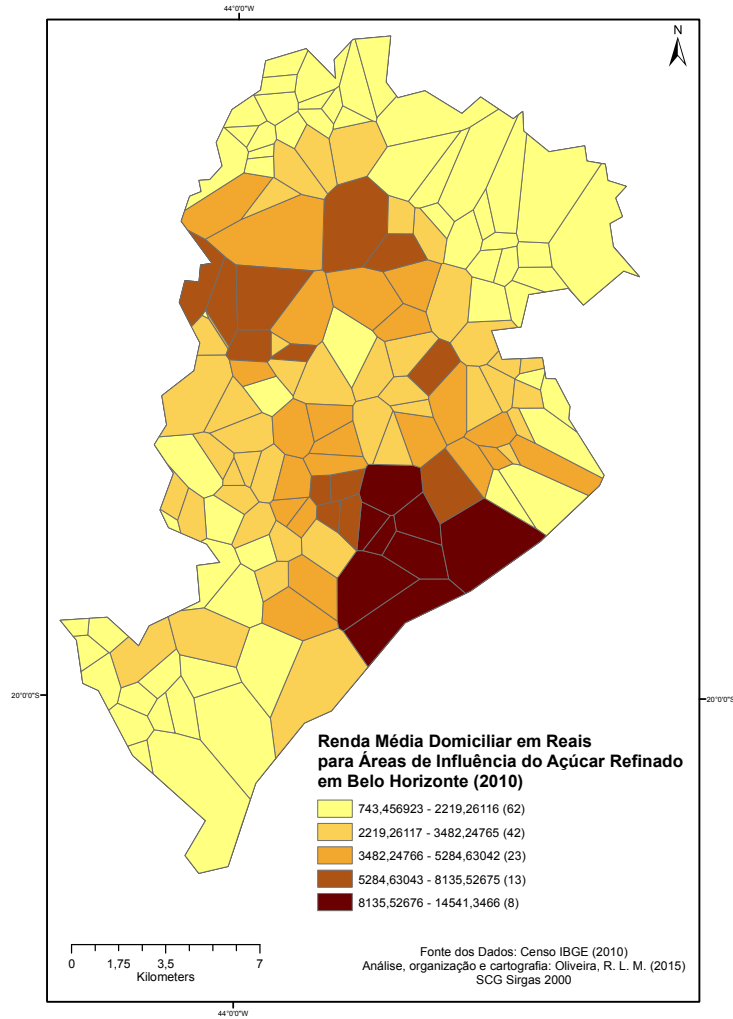 44°0'0"W
N
20°0'0"S
20°0'0"S
Renda Média Domiciliar em Reais
para Áreas de Influência do Açúcar Refinado
em Belo Horizonte (2010)
743,456923 - 2219,26116 (62)
2219,26117 - 3482,24765 (42)
3482,24766 - 5284,63042 (23)
5284,63043 - 8135,52675 (13)
8135,52676 - 14541,3466 (8)
0 1,75 3,5 7
Kilometers
Fonte dos Dados: Censo IBGE (2010)
Análise, organização e cartografia: Oliveira, R. L. M. (2015)
SCG Sirgas 2000
44°0'0"W